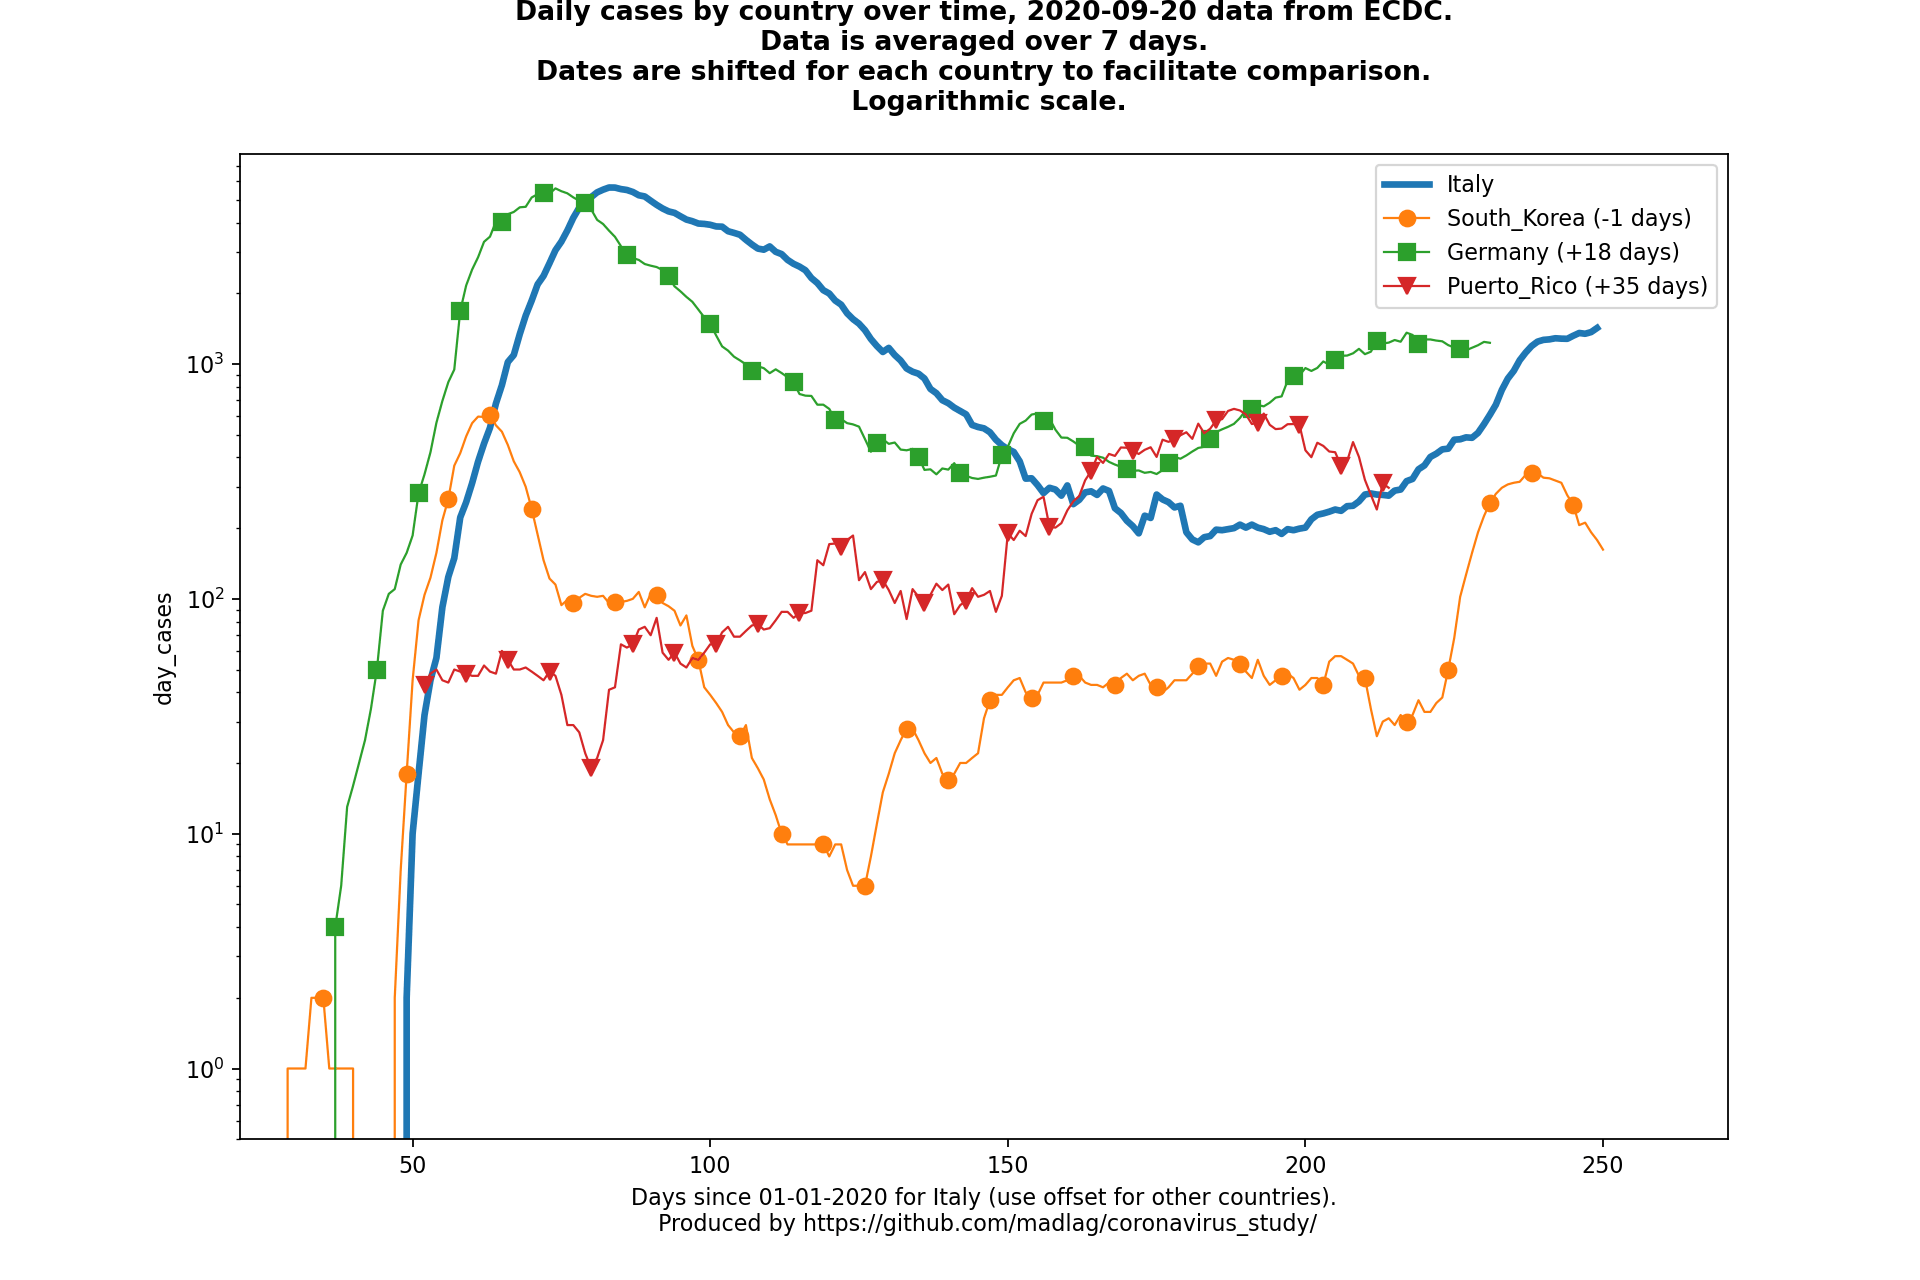 Daily cases by country over time, 2020-09-20 data from ECDC.
Data is averaged over 7 days.
Dates are shifted for each country to facilitate comparison.
Logarithmic scale.
Italy
South_Korea (-1 days)
Germany (+18 days)
Puerto_Rico (+35 days)
day_cases
10³
10²
10¹
10⁰
50 100 150 200 250
Days since 01-01-2020 for Italy (use offset for other countries).
Produced by https://github.com/madlag/coronavirus_study/